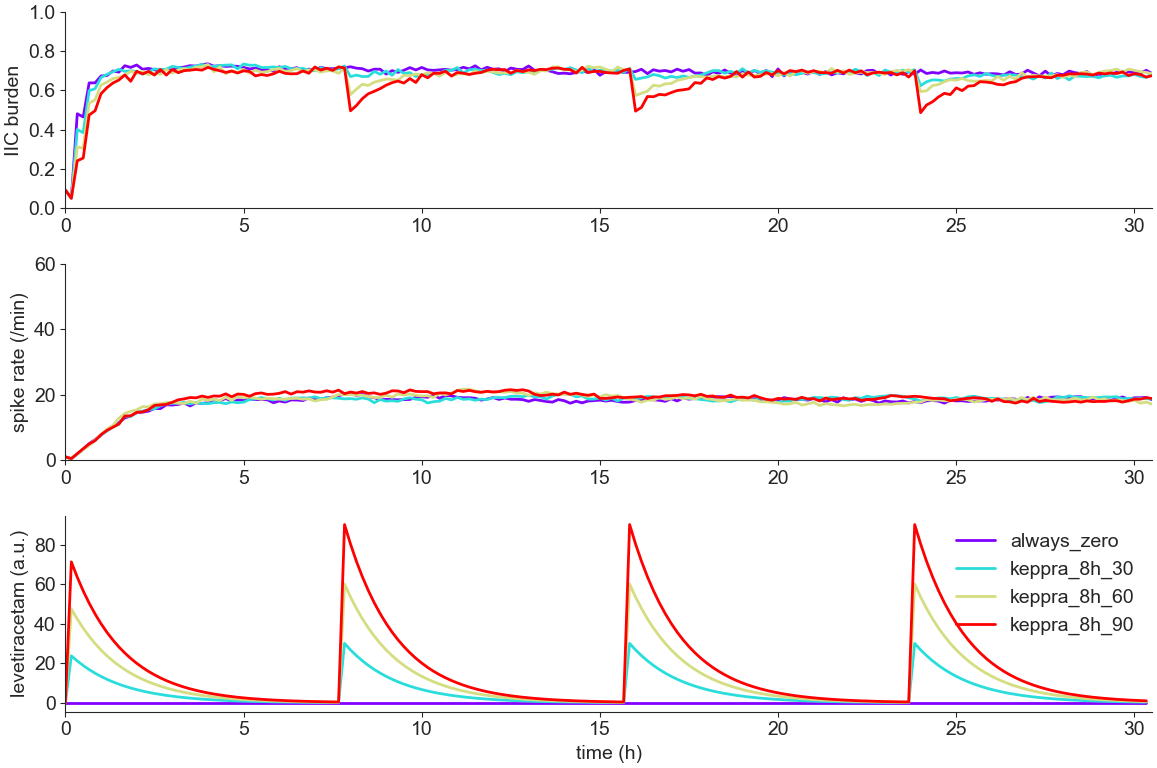 IIC burden
1.0
0.8
0.6
0.4
0.2
0.0
0 5 10 15 20 25 30
spike rate (/min)
60
40
20
0
0 5 10 15 20 25 30
levetiracetam (a.u.)
80
60
40
20
0
always_zero
keppra_8h_30
keppra_8h_60
keppra_8h_90
0 5 10 15 20 25 30
time (h)